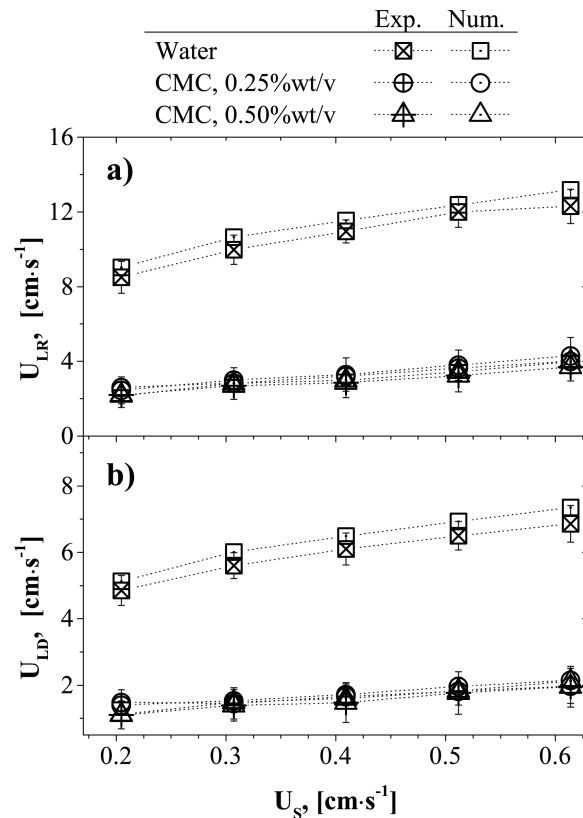 Exp. Num.
Water
CMC, 0.25%wt/v
CMC, 0.50%wt/v
a)
16
12
8
4
0
U_LR, [cm·s⁻¹]
b)
8
6
4
2
U_LD, [cm·s⁻¹]
0.2 0.3 0.4 0.5 0.6
U_S, [cm·s⁻¹]